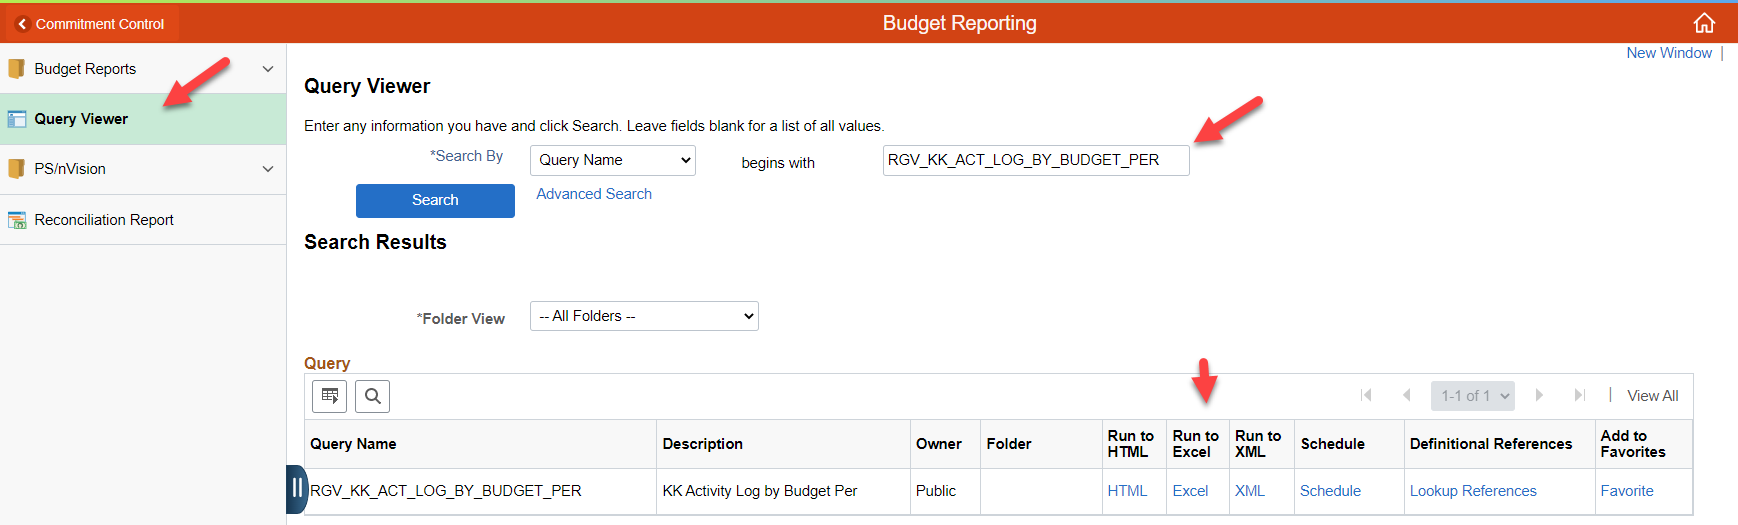 Commitment Control
Budget Reporting
New Window |
Budget Reports
Query Viewer
PS/nVision
Reconciliation Report
Query Viewer
Enter any information you have and click Search. Leave fields blank for a list of all values.
*Search By Query Name begins with RGV_KK_ACT_LOG_BY_BUDGET_PER
Search Advanced Search
Search Results
*Folder View -- All Folders --
Query
1-1 of 1 | View All
Query Name Description Owner Folder Run to HTML Run to Excel Run to XML Schedule Definitional References Add to Favorites
RGV_KK_ACT_LOG_BY_BUDGET_PER KK Activity Log by Budget Per Public HTML Excel XML Schedule Lookup References Favorite